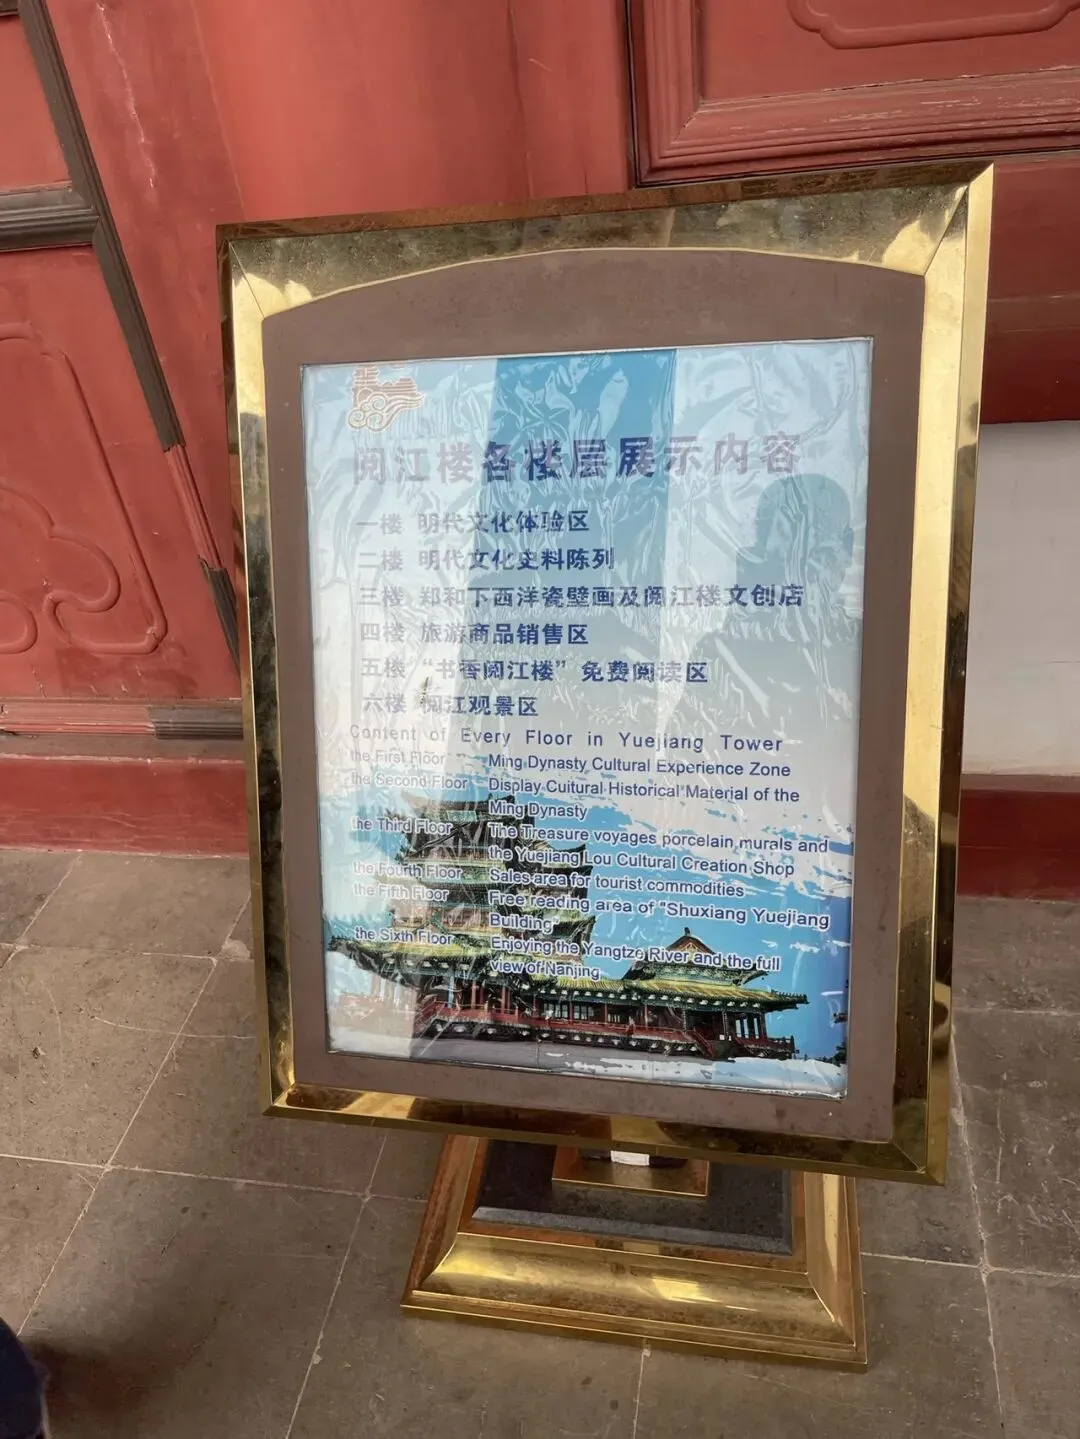 阅江楼各楼层展示内容
一楼 明代文化体验区
二楼 明代文化史料陈列
三楼 郑和下西洋瓷壁画及阅江楼文创店
四楼 旅游商品销售区
五楼 “书香阅江楼”免费阅读区
六楼 阅江观景区
Content of Every Floor in Yuejiang Tower
the First Floor Ming Dynasty Cultural Experience Zone
the Second Floor Display Cultural Historical Material of the
Ming Dynasty
the Third Floor The Treasure voyages porcelain murals and
the Yuejiang Lou Cultural Creation Shop
the Fourth Floor Sales area for tourist commodities
the Fifth Floor Free reading area of "Shuxiang Yuejiang
Building"
the Sixth Floor Enjoying the Yangtze River and the full
view of Nanjing